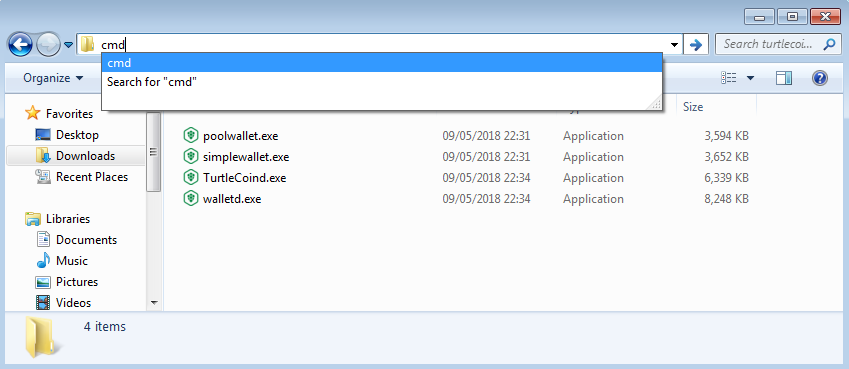 cmd
Search turtlecoi...
cmd
Search for "cmd"
Organize
Size
Favorites
Desktop
Downloads
Recent Places
Libraries
Documents
Music
Pictures
Videos
poolwallet.exe 09/05/2018 22:31 Application 3,594 KB
simplewallet.exe 09/05/2018 22:31 Application 3,652 KB
TurtleCoind.exe 09/05/2018 22:34 Application 6,339 KB
walletd.exe 09/05/2018 22:34 Application 8,248 KB
4 items